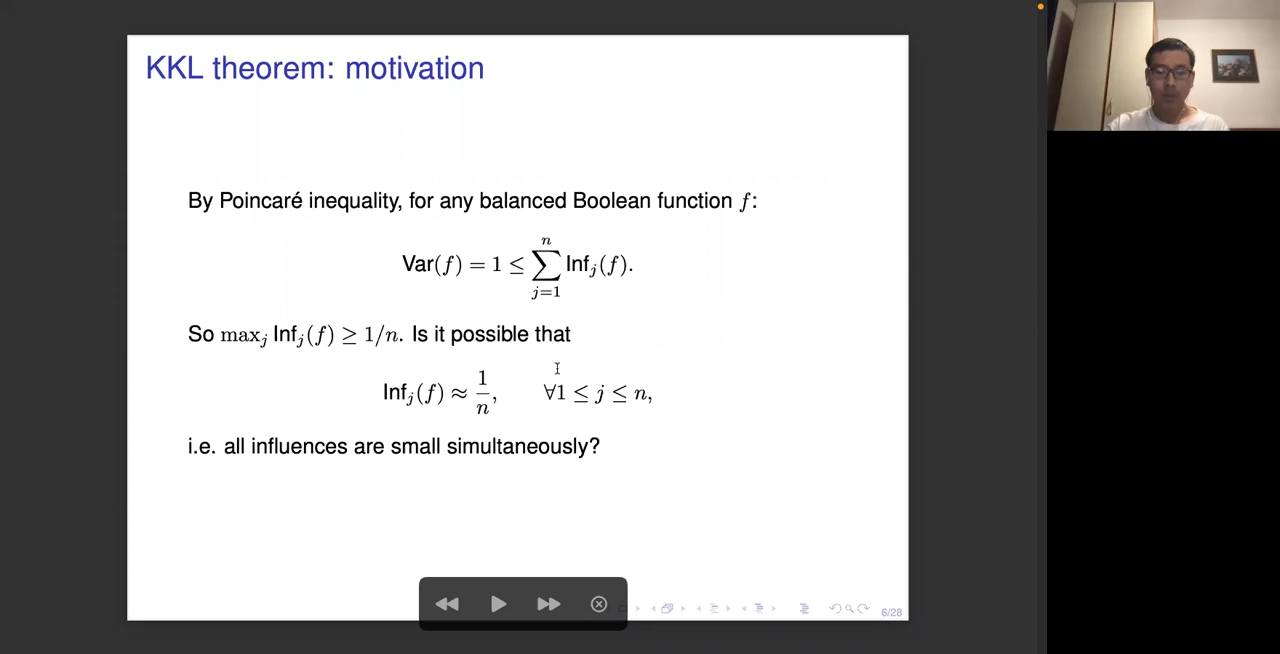 KKL theorem: motivation
By Poincaré inequality, for any balanced Boolean function f:
Var(f) = 1 ≤ ∑_{j=1}^{n} Inf_j(f).
So max_j Inf_j(f) ≥ 1/n. Is it possible that
Inf_j(f) ≈ 1/n, ∀1 ≤ j ≤ n,
i.e. all influences are small simultaneously?
6/28